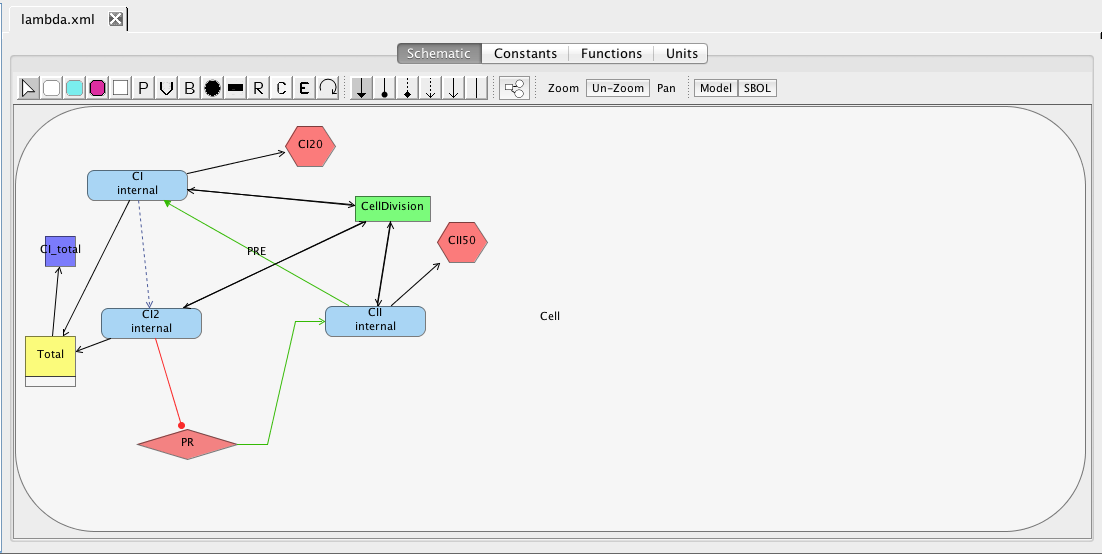 lambda.xml
Schematic
Constants
Functions
Units
P
V
B
R
C
E
Zoom
Un-Zoom
Pan
Model
SBOL
CI20
CI
internal
CellDivision
CII50
CI_total
PRE
CI2
internal
CII
internal
Cell
Total
PR